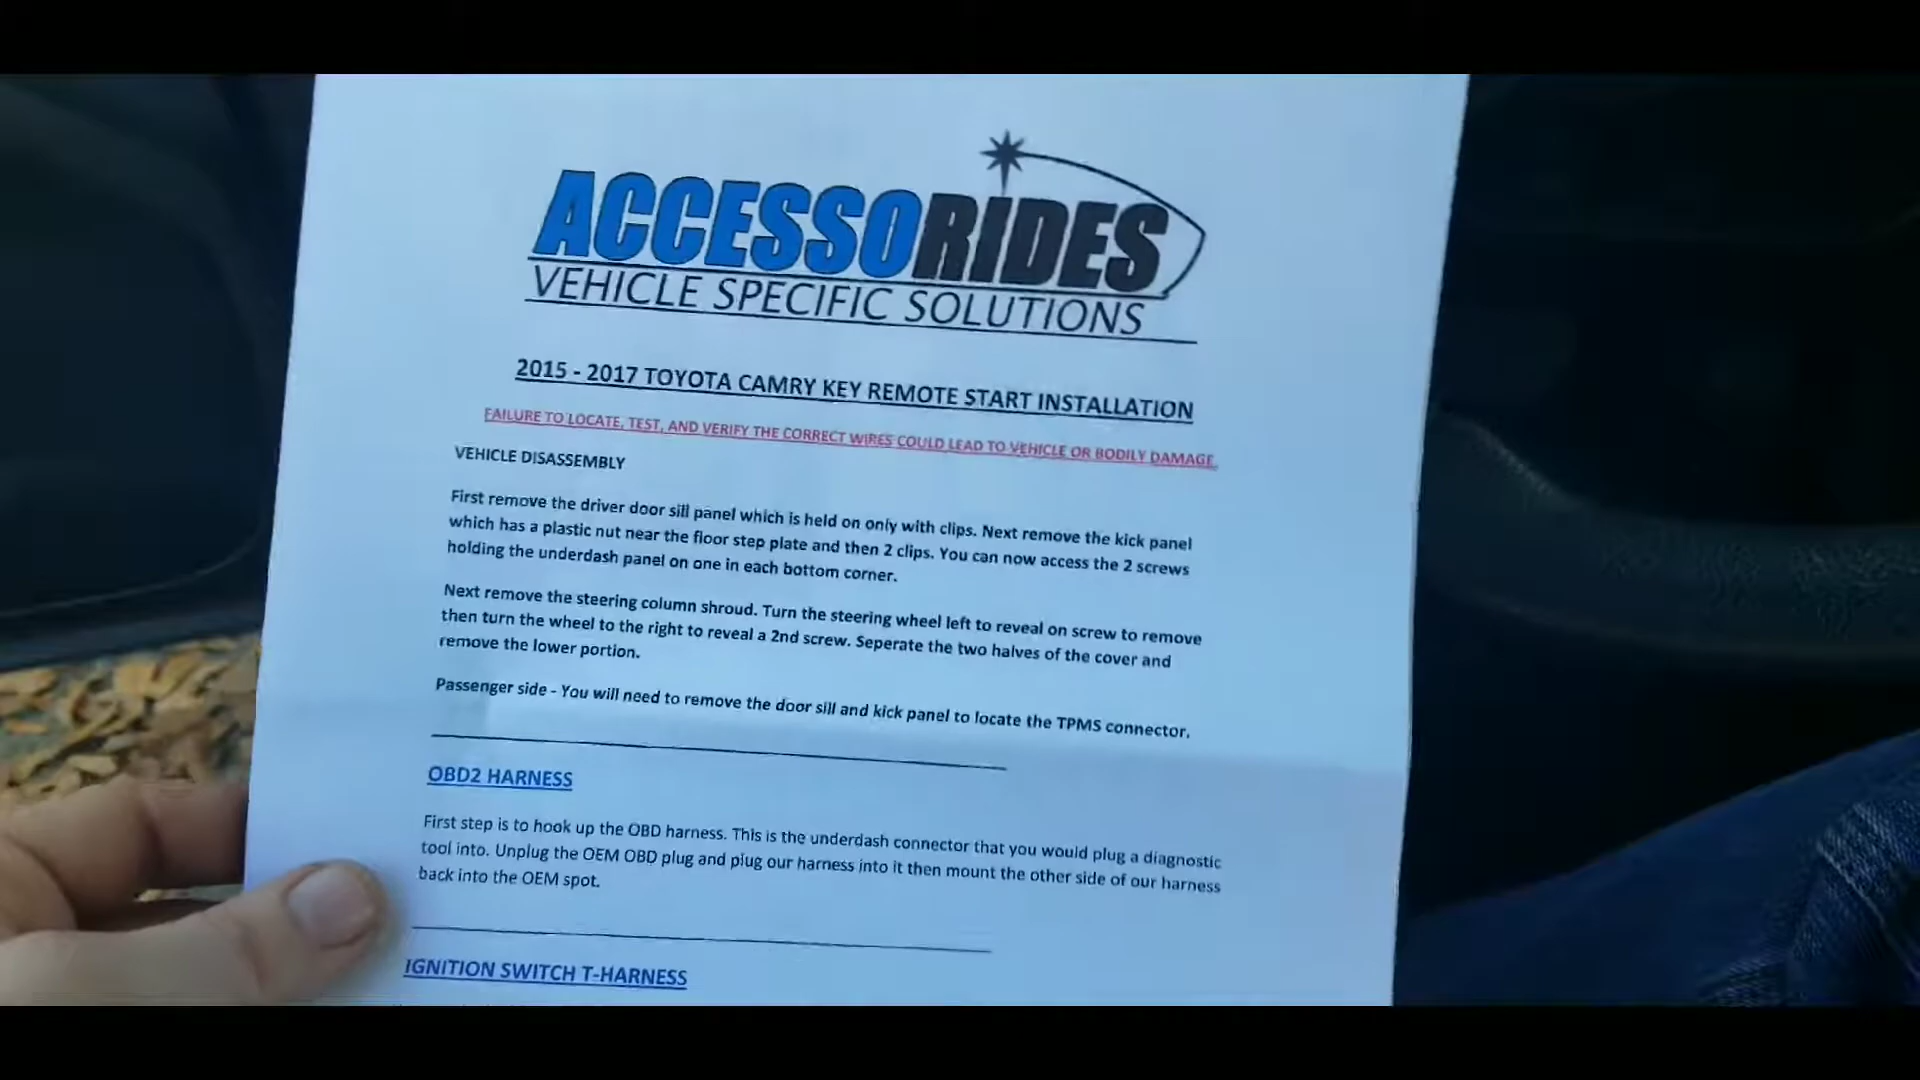 ACCESSORIDES
VEHICLE SPECIFIC SOLUTIONS
2015 - 2017 TOYOTA CAMRY KEY REMOTE START INSTALLATION
FAILURE TO LOCATE, TEST, AND VERIFY THE CORRECT WIRES COULD LEAD TO VEHICLE OR BODILY DAMAGE.
VEHICLE DISASSEMBLY
First remove the driver door sill panel which is held on only with clips. Next remove the kick panel
which has a plastic nut near the floor step plate and then 2 clips. You can now access the 2 screws
holding the underdash panel on one in each bottom corner.
Next remove the steering column shroud. Turn the steering wheel left to reveal on screw to remove
then turn the wheel to the right to reveal a 2nd screw. Seperate the two halves of the cover and
remove the lower portion.
Passenger side - You will need to remove the door sill and kick panel to locate the TPMS connector.
OBD2 HARNESS
First step is to hook up the OBD harness. This is the underdash connector that you would plug a diagnostic
tool into. Unplug the OEM OBD plug and plug our harness into it then mount the other side of our harness
back into the OEM spot.
IGNITION SWITCH T-HARNESS